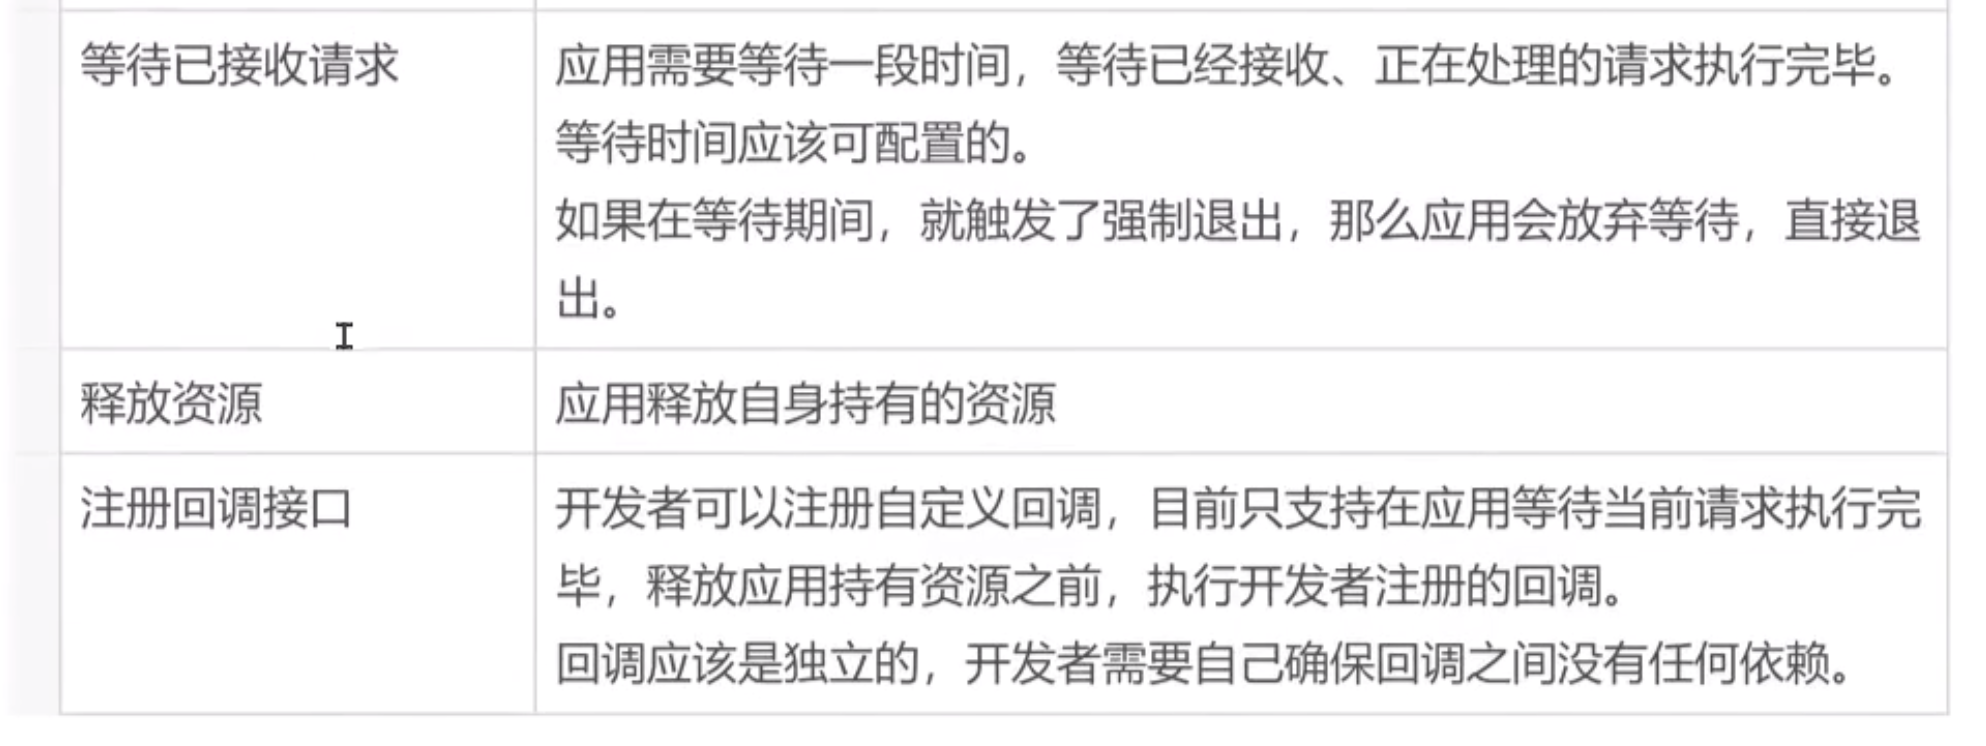 等待已接收请求
应用需要等待一段时间，等待已经接收、正在处理的请求执行完毕。
等待时间应该可配置的。
如果在等待期间，就触发了强制退出，那么应用会放弃等待，直接退
出。
释放资源
应用释放自身持有的资源
注册回调接口
开发者可以注册自定义回调，目前只支持在应用等待当前请求执行完
毕，释放应用持有资源之前，执行开发者注册的回调。
回调应该是独立的，开发者需要自己确保回调之间没有任何依赖。